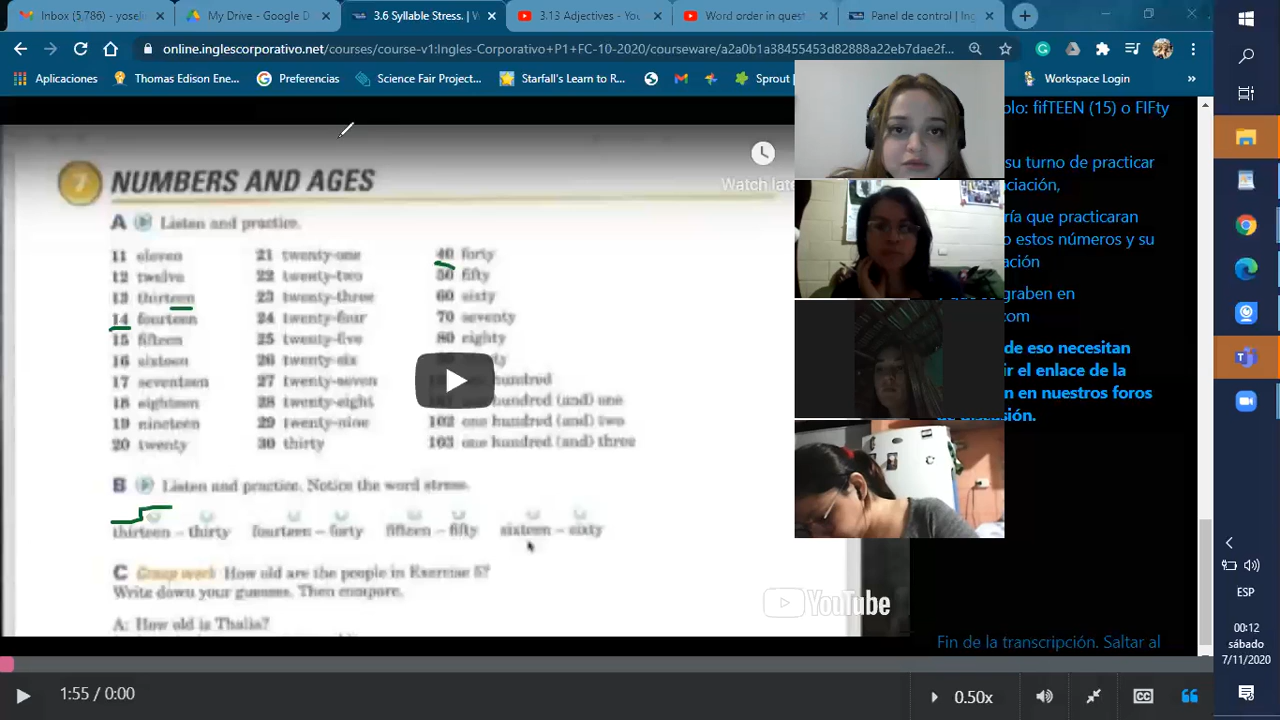 Inbox (5,786) - yoseli
My Drive - Google D
3.6 Syllable Stress. |
3.13 Adjectives - You
Word order in quest
Panel de control | Ing
online.inglescorporativo.net/courses/course-v1:Ingles-Corporativo+P1+FC-10-2020/courseware/a2a0b1a38455453d82888a22eb7dae2f...
Aplicaciones
Thomas Edison Ene...
Preferencias
Science Fair Project...
Starfall's Learn to R...
Sprout
Workspace Login
»
lo: fifTEEN (15) o FIFty
su turno de practicar
nciación,
ría que practicaran
o estos números y su
ación
graben en
com
de eso necesitan
ir el enlace de la
n en nuestros foros
Fin de la transcripción. Saltar al
Watch late
7 NUMBERS AND AGES
A Listen and practice.
11 eleven 21 twenty-one 40 forty
12 twelve 22 twenty-two 50 fifty
13 thirteen 23 twenty-three 60 sixty
14 fourteen 24 twenty-four 70 seventy
15 fifteen 25 twenty-five 80 eighty
16 sixteen 26 twenty-six
17 seventeen 27 twenty-seven hundred
18 eighteen 28 twenty-eight hundred (and) one
19 nineteen 29 twenty-nine 102 one hundred (and) two
20 twenty 30 thirty 103 one hundred (and) three
B Listen and practice. Notice the word stress.
thirteen – thirty fourteen – forty fifteen – fifty sixteen – sixty
C Group work How old are the people in Exercise 5?
Write down your guesses. Then compare.
A: How old is Thalia?
YouTube
1:55 / 0:00
0.50x
CC
ESP
00:12
sábado
7/11/2020